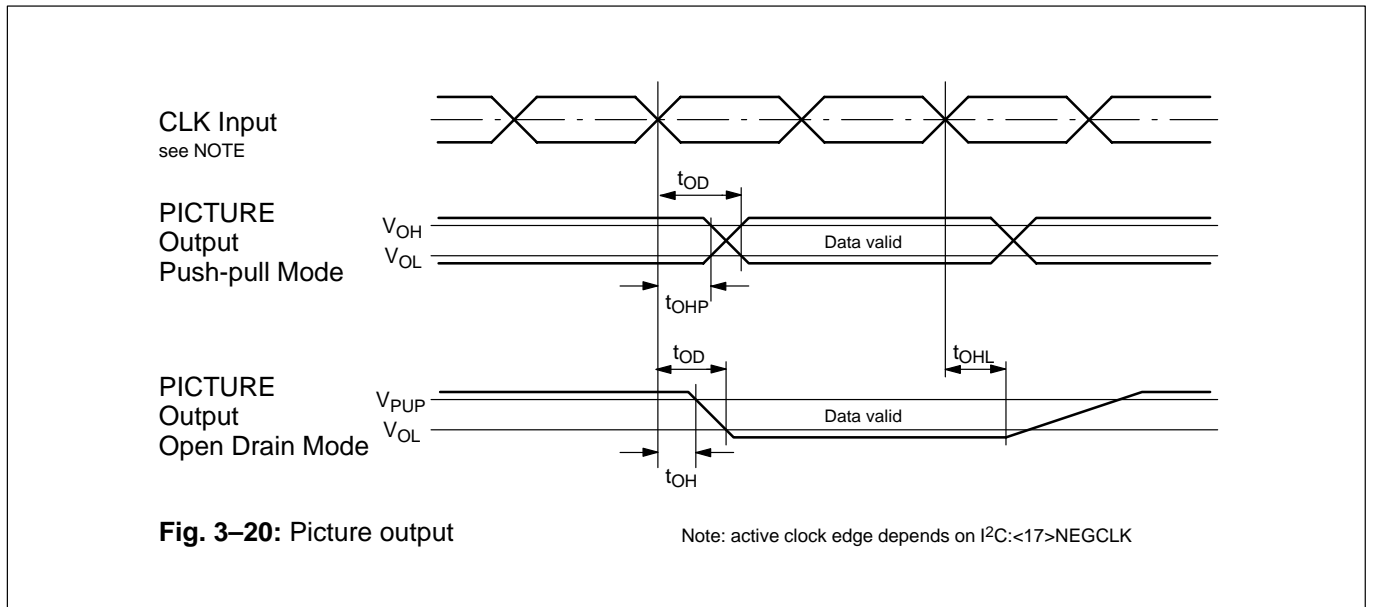 CLK Input
see NOTE
tOD
PICTURE
Output
Push-pull Mode
VOH
VOL
Data valid
tOHP
tOD
tOHL
PICTURE
Output
Open Drain Mode
VPUP
VOL
Data valid
tOH
Fig. 3–20: Picture output
Note: active clock edge depends on I2C:<17>NEGCLK